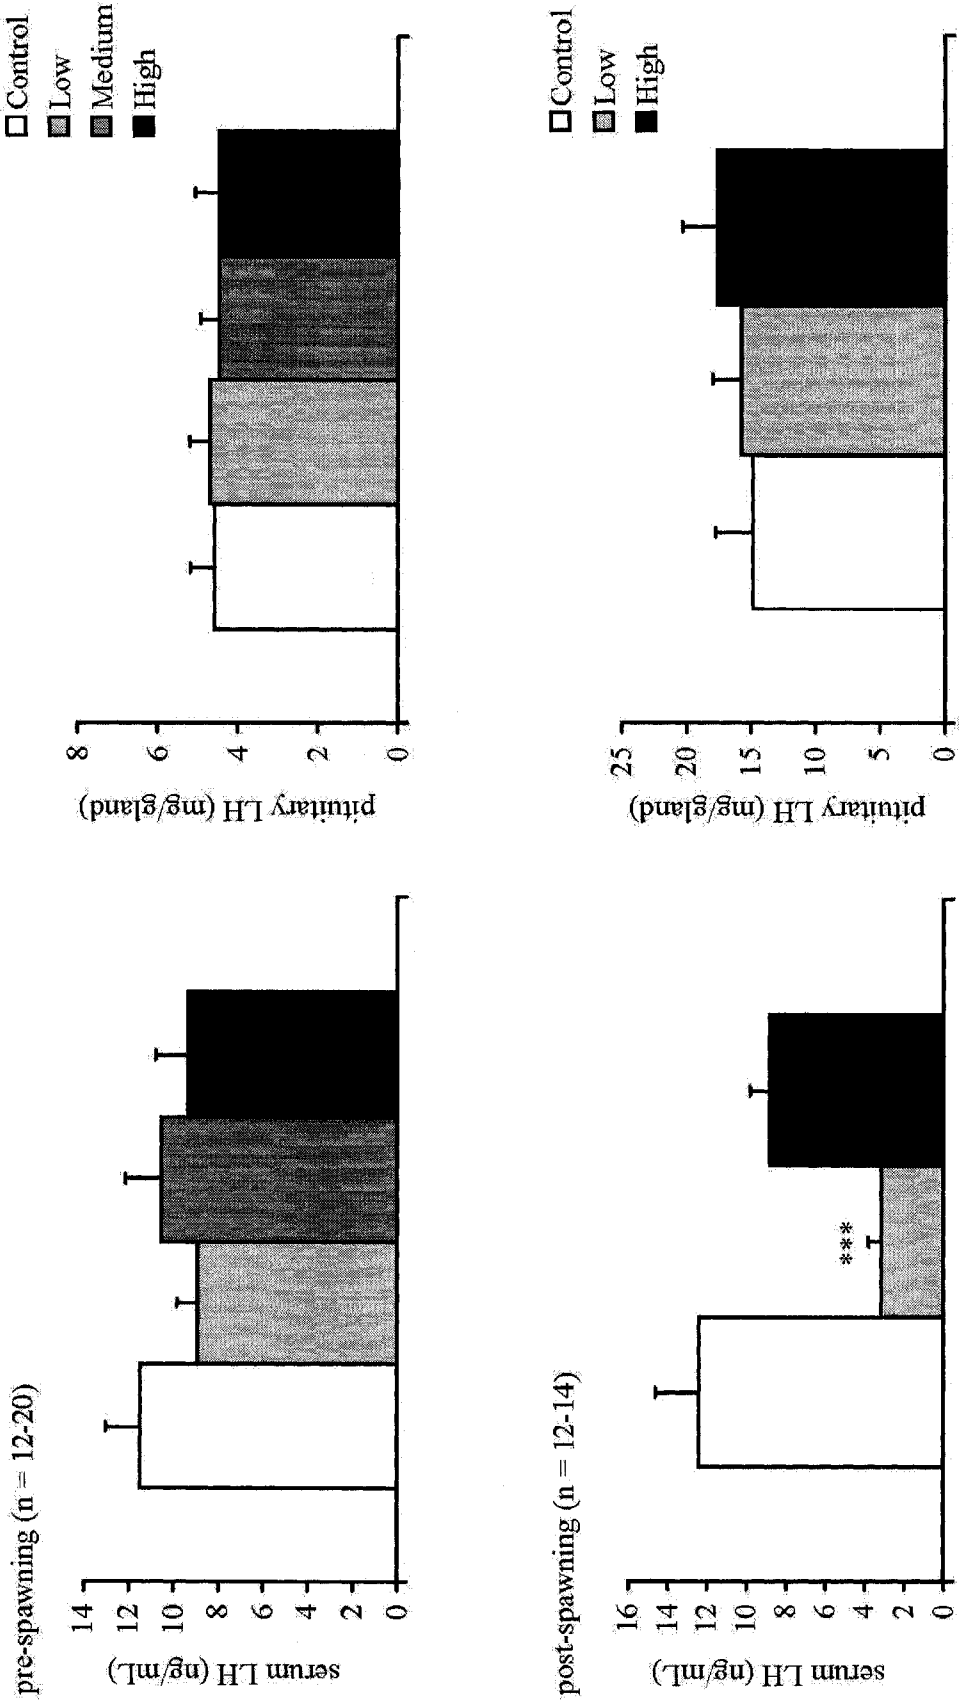 pre-spawning (n = 12-20)
serum LH (ng/mL)
14
12
10
8
6
4
2
0
pituitary LH (mg/gland)
8
6
4
2
0
Control
Low
Medium
High
post-spawning (n = 12-14)
serum LH (ng/mL)
16
14
12
10
8
6
4
2
0
***
pituitary LH (mg/gland)
25
20
15
10
5
0
Control
Low
High